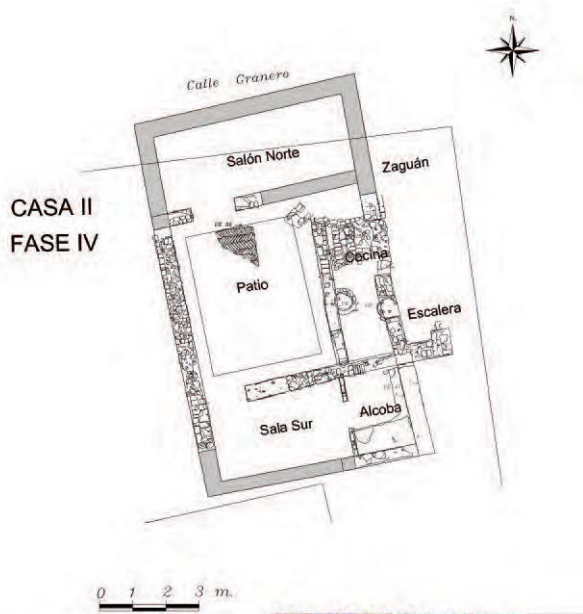 N.
Calle Granero
Salón Norte
Zaguán
CASA II
FASE IV
Cocina
Patio
Escalera
Alcoba
Sala Sur
0 1 2 3 m.